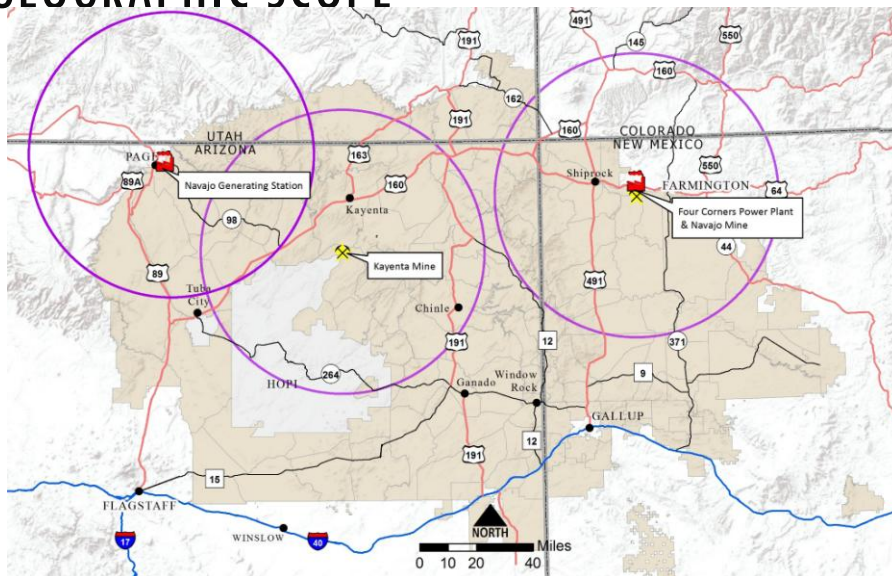 GEOGRAPHIC SCOPE
191
491
145
550
160
162
191
160
UTAH
ARIZONA
COLORADO
NEW MEXICO
163
550
PAGE
Navajo Generating Station
89A
160
Shiprock
FARMINGTON
64
Kayenta
98
Four Corners Power Plant
& Navajo Mine
44
Kayenta Mine
89
491
Tuba
City
Chinle
191
12
371
264
HOPI
Ganado
Window
Rock
9
GALLUP
12
191
15
FLAGSTAFF
NORTH
17
WINSLOW
40
Miles
0 10 20 40